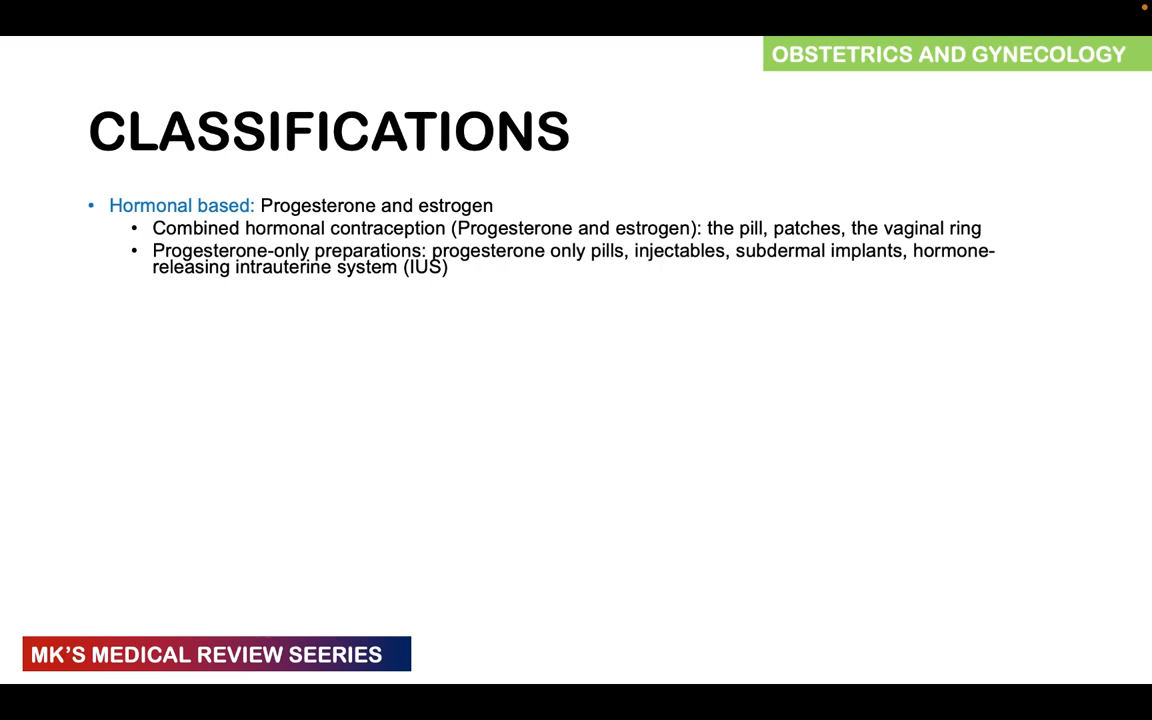 OBSTETRICS AND GYNECOLOGY
CLASSIFICATIONS
• Hormonal based: Progesterone and estrogen
• Combined hormonal contraception (Progesterone and estrogen): the pill, patches, the vaginal ring
• Progesterone-only preparations: progesterone only pills, injectables, subdermal implants, hormone-
releasing intrauterine system (IUS)
MK'S MEDICAL REVIEW SEERIES